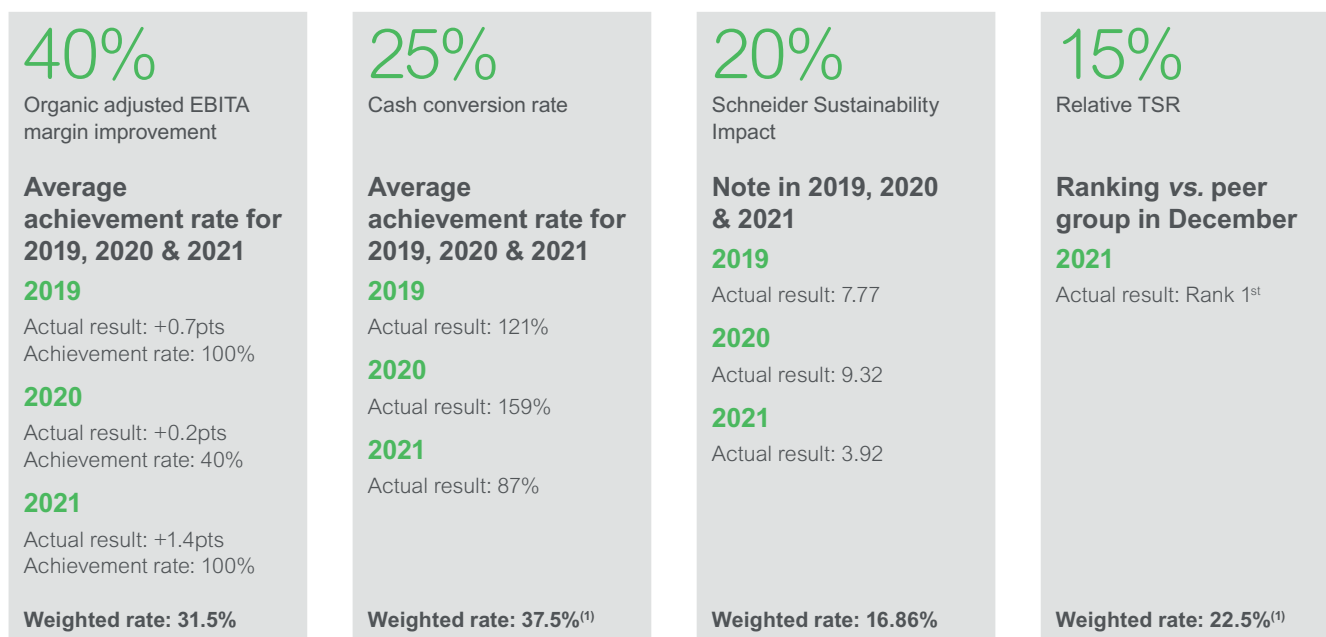 40%
Organic adjusted EBITA
margin improvement
Average
achievement rate for
2019, 2020 & 2021
2019
Actual result: +0.7pts
Achievement rate: 100%
2020
Actual result: +0.2pts
Achievement rate: 40%
2021
Actual result: +1.4pts
Achievement rate: 100%
Weighted rate: 31.5%
25%
Cash conversion rate
Average
achievement rate for
2019, 2020 & 2021
2019
Actual result: 121%
2020
Actual result: 159%
2021
Actual result: 87%
Weighted rate: 37.5%(1)
20%
Schneider Sustainability
Impact
Note in 2019, 2020
& 2021
2019
Actual result: 7.77
2020
Actual result: 9.32
2021
Actual result: 3.92
Weighted rate: 16.86%
15%
Relative TSR
Ranking vs. peer
group in December
2021
Actual result: Rank 1st
Weighted rate: 22.5%(1)